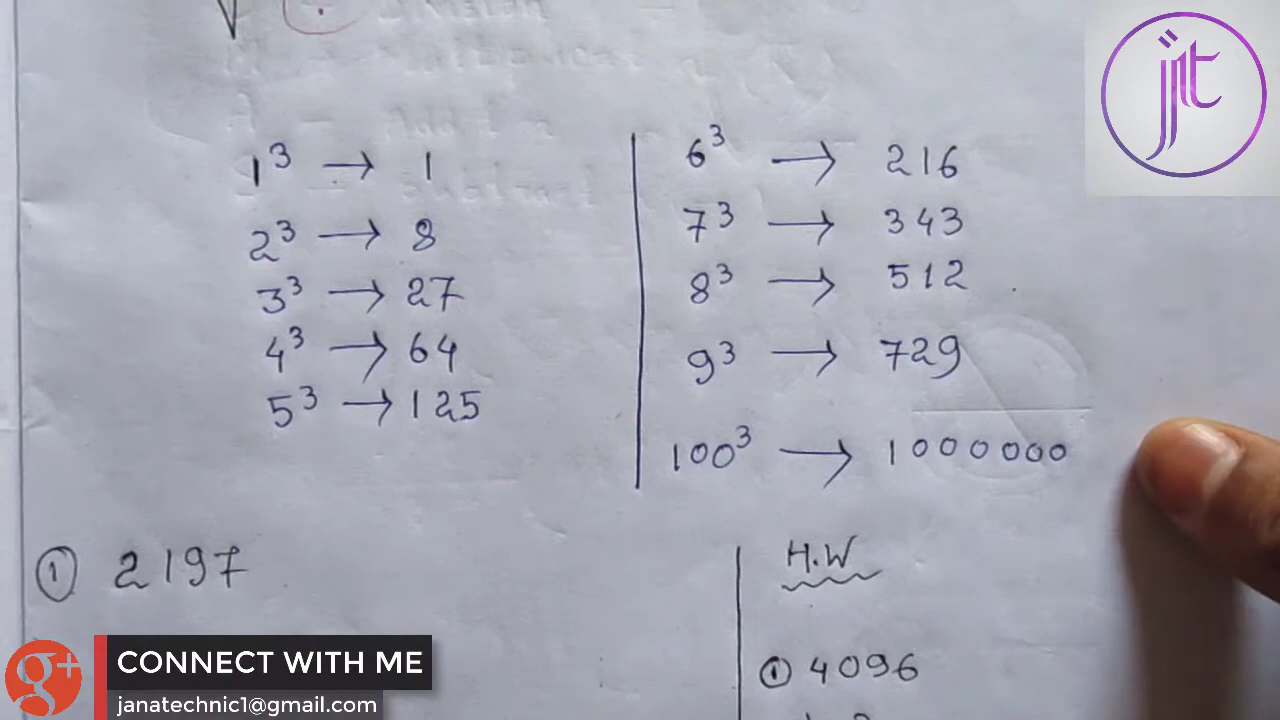 1³ → 1
2³ → 8
3³ → 27
4³ → 64
5³ → 125
6³ → 216
7³ → 343
8³ → 512
9³ → 729
100³ → 1000000
① 2197
H.W
① 4096
jjt
g+
CONNECT WITH ME
janatechnic1@gmail.com